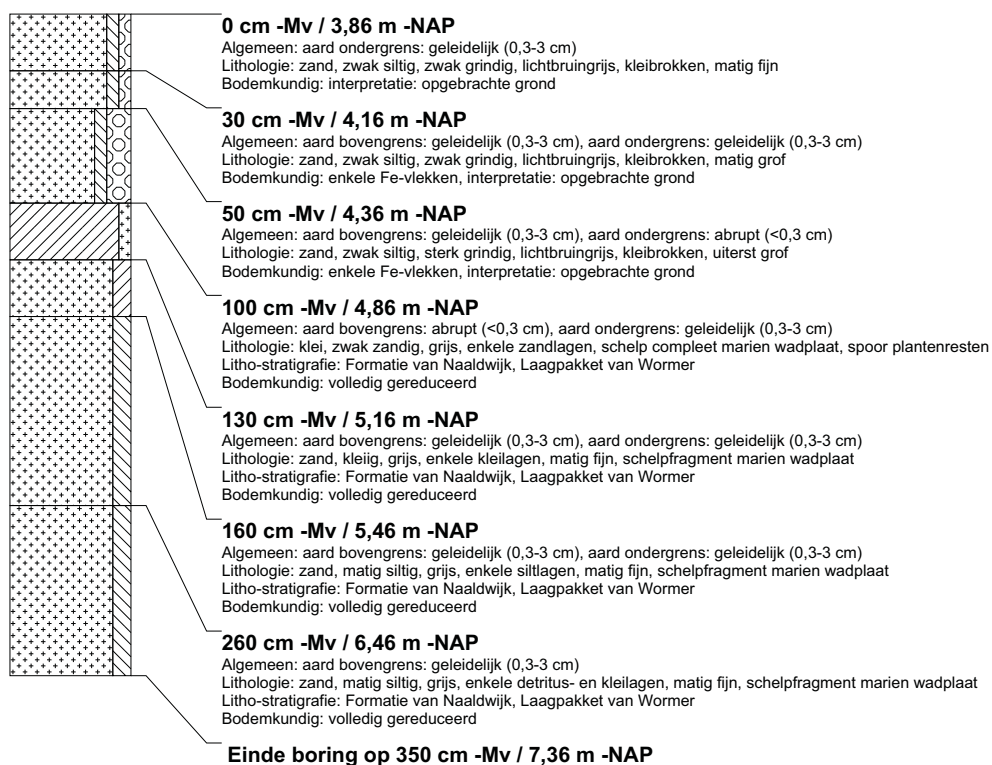 0 cm -Mv / 3,86 m -NAP
Algemeen: aard ondergrens: geleidelijk (0,3-3 cm)
Lithologie: zand, zwak siltig, zwak grindig, lichtbruingrijs, kleibrokken, matig fijn
Bodemkundig: interpretatie: opgebrachte grond
30 cm -Mv / 4,16 m -NAP
Algemeen: aard bovengrens: geleidelijk (0,3-3 cm), aard ondergrens: geleidelijk (0,3-3 cm)
Lithologie: zand, zwak siltig, zwak grindig, lichtbruingrijs, kleibrokken, matig grof
Bodemkundig: enkele Fe-vlekken, interpretatie: opgebrachte grond
50 cm -Mv / 4,36 m -NAP
Algemeen: aard bovengrens: geleidelijk (0,3-3 cm), aard ondergrens: abrupt (<0,3 cm)
Lithologie: zand, zwak siltig, sterk grindig, lichtbruingrijs, kleibrokken, uiterst grof
Bodemkundig: enkele Fe-vlekken, interpretatie: opgebrachte grond
100 cm -Mv / 4,86 m -NAP
Algemeen: aard bovengrens: abrupt (<0,3 cm), aard ondergrens: geleidelijk (0,3-3 cm)
Lithologie: klei, zwak zandig, grijs, enkele zandlagen, schelp compleet marien wadplaat, spoor plantenresten
Litho-stratigrafie: Formatie van Naaldwijk, Laagpakket van Wormer
Bodemkundig: volledig gereduceerd
130 cm -Mv / 5,16 m -NAP
Algemeen: aard bovengrens: geleidelijk (0,3-3 cm), aard ondergrens: geleidelijk (0,3-3 cm)
Lithologie: zand, kleiig, grijs, enkele kleilagen, matig fijn, schelpfragment marien wadplaat
Litho-stratigrafie: Formatie van Naaldwijk, Laagpakket van Wormer
Bodemkundig: volledig gereduceerd
160 cm -Mv / 5,46 m -NAP
Algemeen: aard bovengrens: geleidelijk (0,3-3 cm), aard ondergrens: geleidelijk (0,3-3 cm)
Lithologie: zand, matig siltig, grijs, enkele siltlagen, matig fijn, schelpfragment marien wadplaat
Litho-stratigrafie: Formatie van Naaldwijk, Laagpakket van Wormer
Bodemkundig: volledig gereduceerd
260 cm -Mv / 6,46 m -NAP
Algemeen: aard bovengrens: geleidelijk (0,3-3 cm)
Lithologie: zand, matig siltig, grijs, enkele detritus- en kleilagen, matig fijn, schelpfragment marien wadplaat
Litho-stratigrafie: Formatie van Naaldwijk, Laagpakket van Wormer
Bodemkundig: volledig gereduceerd
Einde boring op 350 cm -Mv / 7,36 m -NAP